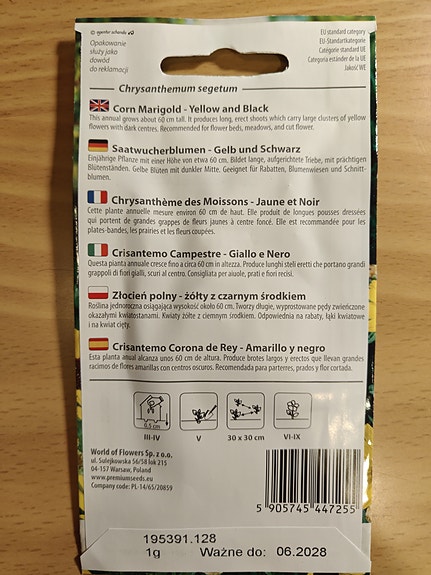 © agenter schenda
Opakowanie
służy jako
dowód
do reklamacji
EU standard category
EU-Standartkategorie
Catégorie standard UE
Categoria estánder de la UE
Jakość WE
Chrysanthemum segetum
Corn Marigold - Yellow and Black
This annual grows about 60 cm tall. It produces long, erect shoots which carry large clusters of yellow
flowers with dark centres. Recommended for flower beds, meadows, and cut flower.
Saatwucherblumen - Gelb und Schwarz
Einjährige Pflanze mit einer Höhe von etwa 60 cm. Bildet lange, aufgerichtete Triebe, mit prächtigen
Blütenständen. Gelbe Blüten mit dunkler Mitte. Geeignet für Rabatten, Blumenwiesen und Schnitt-
blumen.
Chrysanthème des Moissons - Jaune et Noir
Cette plante annuelle mesure environ 60 cm de haut. Elle produit de longues pousses dressées
qui portent de grandes grappes de fleurs jaunes à centre foncé. Elle est recommandée pour les
plates-bandes, les prairies et les fleurs coupées.
Crisantemo Campestre - Giallo e Nero
Questa pianta annuale cresce fino a circa 60 cm in altezza. Produce lunghi steli eretti che portano grandi
grappoli di fiori gialli, scuri al centro. Consigliata per aiuole, prati e fiori recisi.
Złocień polny - żółty z czarnym środkiem
Roślina jednoroczna osiągająca wysokość około 60 cm. Tworzy długie, wyprostowane pędy zwieńczone
okazałymi kwiatostanami. Kwiaty żółte z ciemnym środkiem. Odpowiednia na rabaty, łąki kwiatowe
i na kwiat cięty.
Crisantemo Corona de Rey - Amarillo y negro
Esta planta anual alcanza unos 60 cm de altura. Produce brotes largos y erectos que llevan grandes
racimos de flores amarillas con centros oscuros. Recomendada para parterres, prados y flor cortada.
0,5 cm
III-IV V 30 x 30 cm VI-IX
World of Flowers Sp. z o.o.
ul. Sulejkowska 56/58 lok 215
04-157 Warsaw, Poland
www.premiumseeds.eu
Company code: PL-14/65/20859
5 905745 447255
195391.128
1g Ważne do: 06.2028